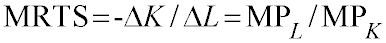 MRTS = -ΔK / ΔL = MP_L / MP_K